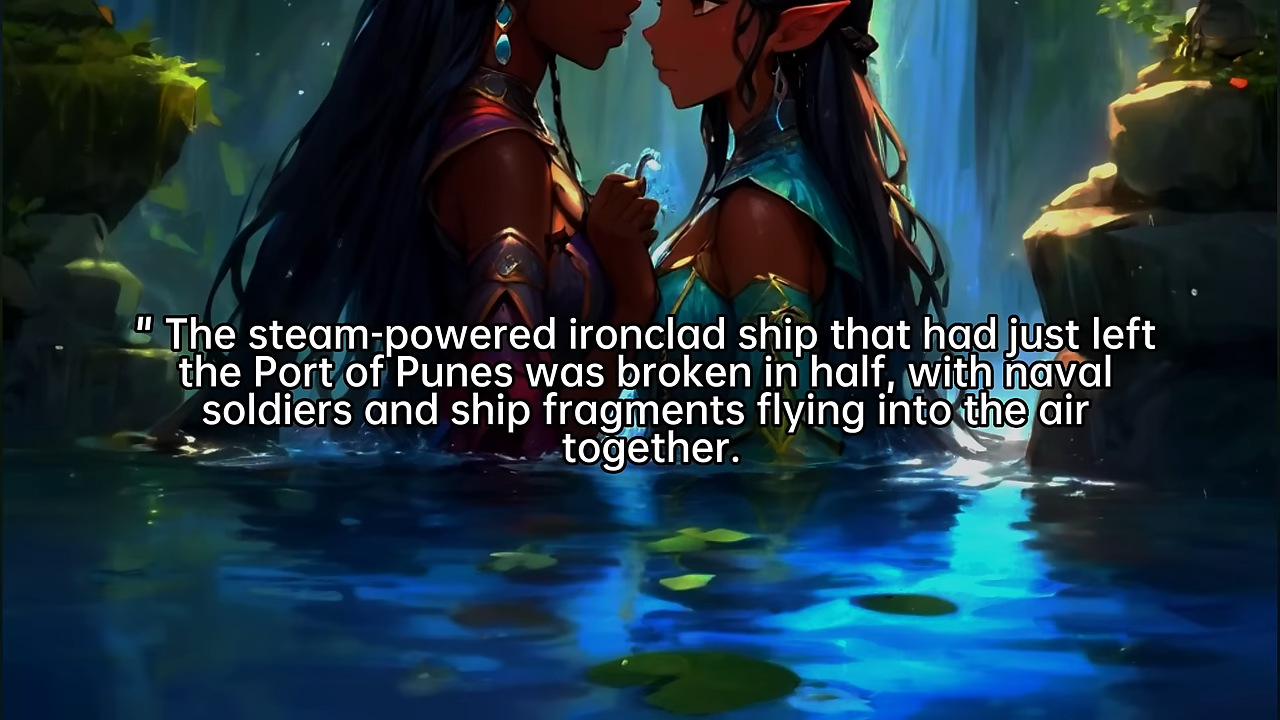 " The steam-powered ironclad ship that had just left
the Port of Punes was broken in half, with naval
soldiers and ship fragments flying into the air
together.